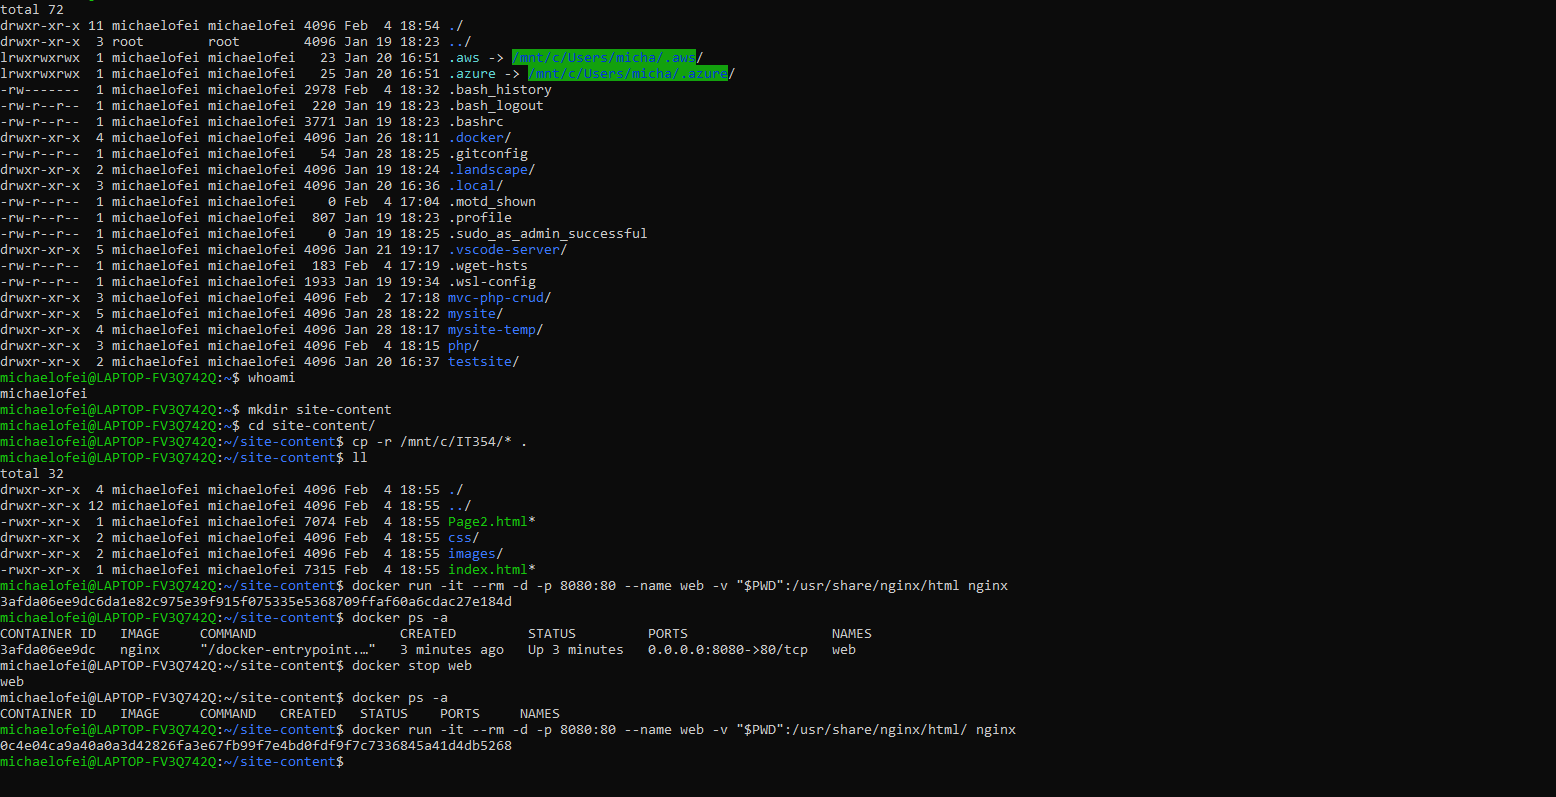 total 72
drwxr-xr-x 11 michaelofei michaelofei 4096 Feb  4 18:54 ./
drwxr-xr-x  3 root        root        4096 Jan 19 18:23 ../
lrwxrwxrwx  1 michaelofei michaelofei   23 Jan 20 16:51 .aws -> /mnt/c/Users/micha/.aws/
lrwxrwxrwx  1 michaelofei michaelofei   25 Jan 20 16:51 .azure -> /mnt/c/Users/micha/.azure/
-rw-------  1 michaelofei michaelofei 2978 Feb  4 18:32 .bash_history
-rw-r--r--  1 michaelofei michaelofei  220 Jan 19 18:23 .bash_logout
-rw-r--r--  1 michaelofei michaelofei 3771 Jan 19 18:23 .bashrc
drwxr-xr-x  4 michaelofei michaelofei 4096 Jan 26 18:11 .docker/
-rw-r--r--  1 michaelofei michaelofei   54 Jan 28 18:25 .gitconfig
drwxr-xr-x  2 michaelofei michaelofei 4096 Jan 19 18:24 .landscape/
drwxr-xr-x  3 michaelofei michaelofei 4096 Jan 20 16:36 .local/
-rw-r--r--  1 michaelofei michaelofei    0 Feb  4 17:04 .motd_shown
-rw-r--r--  1 michaelofei michaelofei  807 Jan 19 18:23 .profile
-rw-r--r--  1 michaelofei michaelofei    0 Jan 19 18:25 .sudo_as_admin_successful
drwxr-xr-x  5 michaelofei michaelofei 4096 Jan 21 19:17 .vscode-server/
-rw-r--r--  1 michaelofei michaelofei  183 Feb  4 17:19 .wget-hsts
-rw-r--r--  1 michaelofei michaelofei 1933 Jan 19 19:34 .wsl-config
drwxr-xr-x  3 michaelofei michaelofei 4096 Feb  2 17:18 mvc-php-crud/
drwxr-xr-x  5 michaelofei michaelofei 4096 Jan 28 18:22 mysite/
drwxr-xr-x  4 michaelofei michaelofei 4096 Jan 28 18:17 mysite-temp/
drwxr-xr-x  3 michaelofei michaelofei 4096 Feb  4 18:15 php/
drwxr-xr-x  2 michaelofei michaelofei 4096 Jan 20 16:37 testsite/
michaelofei@LAPTOP-FV3Q742Q:~$ whoami
michaelofei
michaelofei@LAPTOP-FV3Q742Q:~$ mkdir site-content
michaelofei@LAPTOP-FV3Q742Q:~$ cd site-content/
michaelofei@LAPTOP-FV3Q742Q:~/site-content$ cp -r /mnt/c/IT354/* .
michaelofei@LAPTOP-FV3Q742Q:~/site-content$ ll
total 32
drwxr-xr-x  4 michaelofei michaelofei 4096 Feb  4 18:55 ./
drwxr-xr-x 12 michaelofei michaelofei 4096 Feb  4 18:55 ../
-rwxr-xr-x  1 michaelofei michaelofei 7074 Feb  4 18:55 Page2.html*
drwxr-xr-x  2 michaelofei michaelofei 4096 Feb  4 18:55 css/
drwxr-xr-x  2 michaelofei michaelofei 4096 Feb  4 18:55 images/
-rwxr-xr-x  1 michaelofei michaelofei 7315 Feb  4 18:55 index.html*
michaelofei@LAPTOP-FV3Q742Q:~/site-content$ docker run -it --rm -d -p 8080:80 --name web -v "$PWD":/usr/share/nginx/html nginx
3afda06ee9dc6da1e82c975e39f915f075335e5368709ffaf60a6cdac27e184d
michaelofei@LAPTOP-FV3Q742Q:~/site-content$ docker ps -a
CONTAINER ID   IMAGE     COMMAND                  CREATED         STATUS         PORTS                  NAMES
3afda06ee9dc   nginx     "/docker-entrypoint.…"   3 minutes ago   Up 3 minutes   0.0.0.0:8080->80/tcp   web
michaelofei@LAPTOP-FV3Q742Q:~/site-content$ docker stop web
web
michaelofei@LAPTOP-FV3Q742Q:~/site-content$ docker ps -a
CONTAINER ID   IMAGE     COMMAND   CREATED   STATUS    PORTS     NAMES
michaelofei@LAPTOP-FV3Q742Q:~/site-content$ docker run -it --rm -d -p 8080:80 --name web -v "$PWD":/usr/share/nginx/html/ nginx
0c4e04ca9a40a0a3d42826fa3e67fb99f7e4bd0fdf9f7c7336845a41d4db5268
michaelofei@LAPTOP-FV3Q742Q:~/site-content$